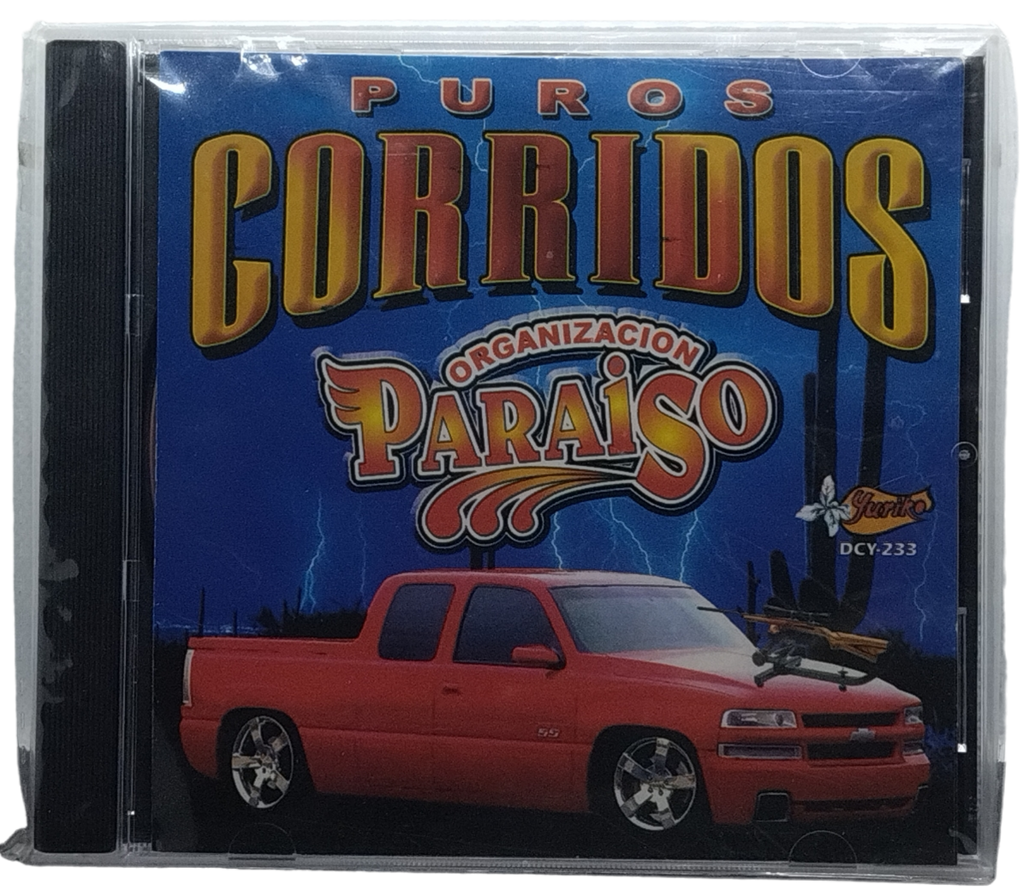 PUROS
CORRIDOS
ORGANIZACION
PARAiSO
Yuriko
DCY-233
SS